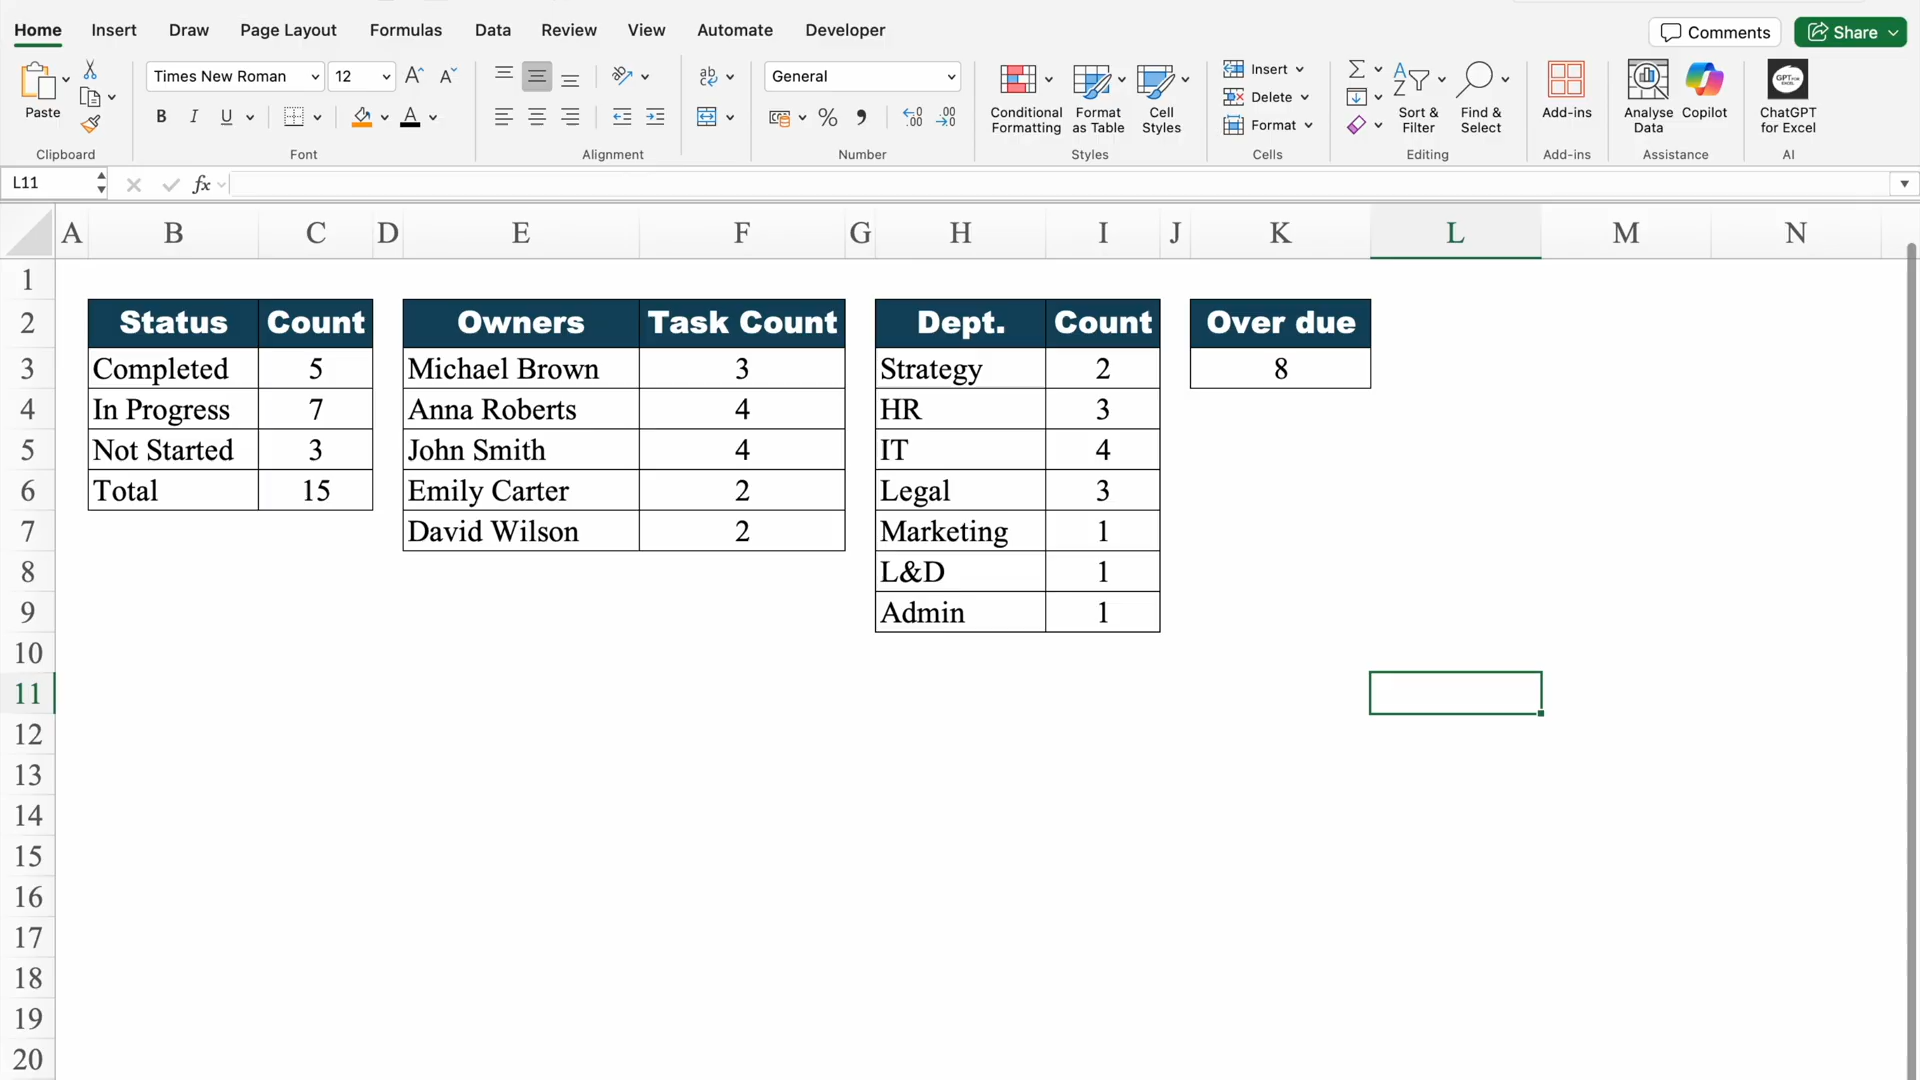 Home Insert Draw Page Layout Formulas Data Review View Automate Developer Comments Share
Times New Roman 12 General
Paste
B I U
ab
% 9
Conditional Formatting
Format as Table
Cell Styles
Insert
Delete
Format
Sort & Filter
Find & Select
Add-ins
Analyse Data
Copilot
ChatGPT for Excel
Clipboard Font Alignment Number Styles Cells Editing Add-ins Assistance AI
L11 fx
A B C D E F G H I J K L M N
1
2 Status Count Owners Task Count Dept. Count Over due
3 Completed 5 Michael Brown 3 Strategy 2 8
4 In Progress 7 Anna Roberts 4 HR 3
5 Not Started 3 John Smith 4 IT 4
6 Total 15 Emily Carter 2 Legal 3
7 David Wilson 2 Marketing 1
8 L&D 1
9 Admin 1
10
11
12
13
14
15
16
17
18
19
20